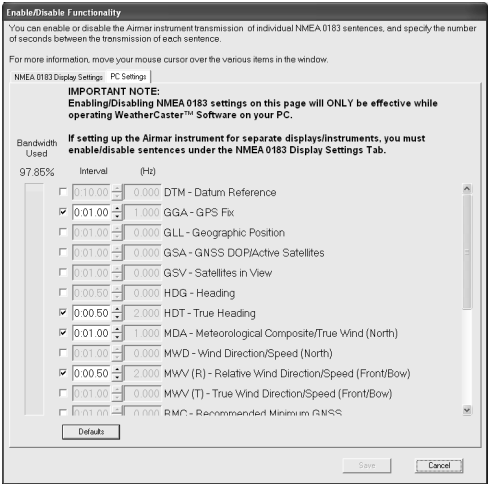 Enable/Disable Functionality
You can enable or disable the Airmar instrument transmission of individual NMEA 0183 sentences, and specify the number
of seconds between the transmission of each sentence.
For more information, move your mouse cursor over the various items in the window.
NMEA 0183 Display Settings PC Settings
IMPORTANT NOTE:
Enabling/Disabling NMEA 0183 settings on this page will ONLY be effective while
operating WeatherCaster™ Software on your PC.
If setting up the Airmar instrument for separate displays/instruments, you must
enable/disable sentences under the NMEA 0183 Display Settings Tab.
Bandwidth
Used
97.85% Interval (Hz)
0:10.00 0.000 DTM - Datum Reference
0:01.00 1.000 GGA - GPS Fix
0:01.00 0.000 GLL - Geographic Position
0:01.00 0.000 GSA - GNSS DOP/Active Satellites
0:01.00 0.000 GSV - Satellites in View
0:00.50 0.000 HDG - Heading
0:00.50 2.000 HDT - True Heading
0:01.00 1.000 MDA - Meteorological Composite/True Wind (North)
0:01.00 0.000 MWD - Wind Direction/Speed (North)
0:00.50 2.000 MWV (R) - Relative Wind Direction/Speed (Front/Bow)
0:01.00 0.000 MWV (T) - True Wind Direction/Speed (Front/Bow)
0:01.00 0.000 RMC - Recommended Minimum GNSS
Defaults
Save Cancel